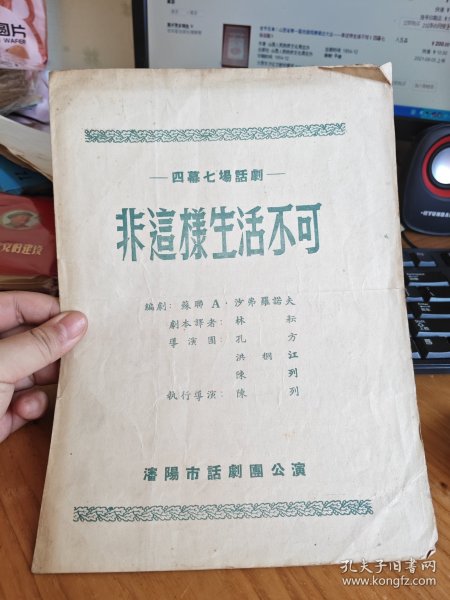 —四幕七場話劇—
非這樣生活不可
編劇：蘇聯 A．沙弗羅諾夫
劇本譯者：林 耘
導演團：孔 方
洪桐江
陳 列
執行導演：陳 列
瀋陽市話劇團公演
孔夫子旧书网
www.kongfz.com
WAFER